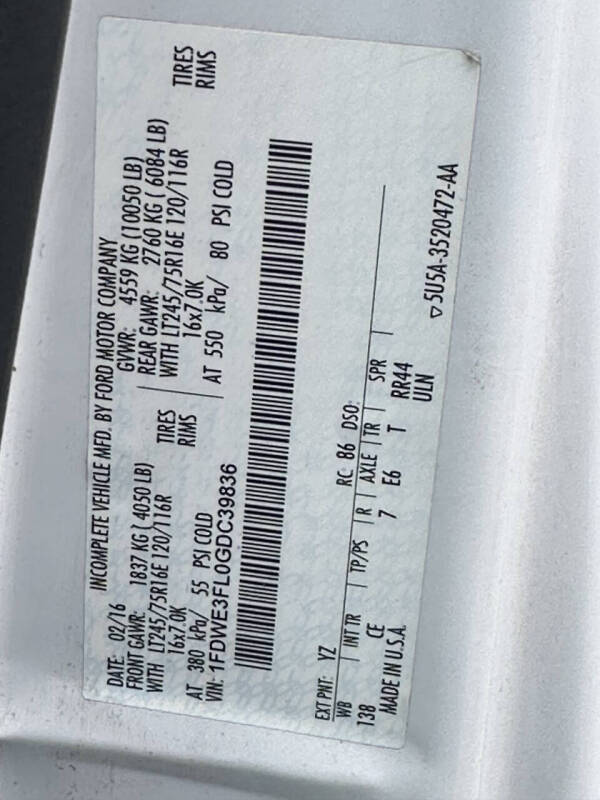 INCOMPLETE VEHICLE MFD. BY FORD MOTOR COMPANY
DATE: 02/16 GVWR: 4559 KG (10050 LB)
FRONT GAWR: 1837 KG ( 4050 LB) REAR GAWR: 2760 KG ( 6084 LB)
WITH LT245/75R16E 120/116R TIRES WITH LT245/75R16E 120/116R TIRES
16x7.0K RIMS 16x7.0K RIMS
AT 380 kPa/ 55 PSI COLD AT 550 kPa/ 80 PSI COLD
VIN: 1FDWE3FL0GDC39836
EXT PNT: YZ RC: 86 DSO:
WB INT TR TP/PS R AXLE TR SPR
138 CE 7 E6 T RR44
MADE IN U.S.A. ULN
▽5U5A-3520472-AA